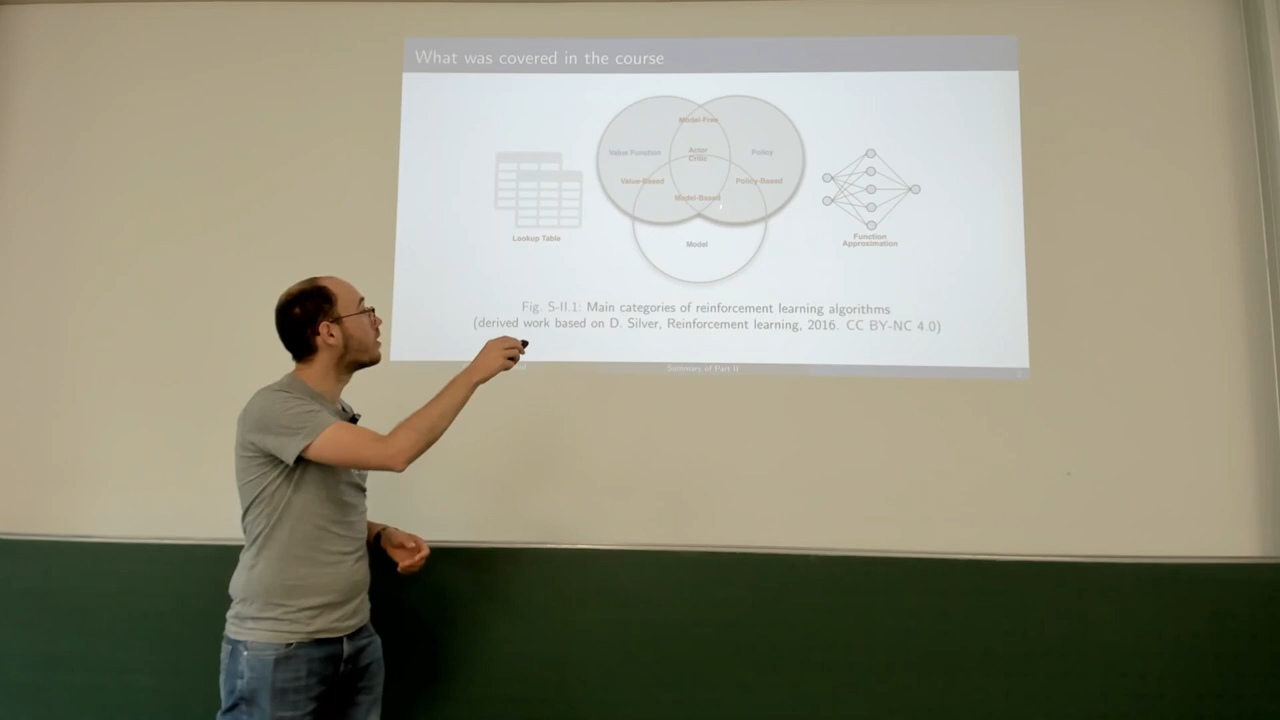 What was covered in the course
Model-Free
Value Function
Actor
Critic
Policy
Value-Based
Policy-Based
Model-Based
Model
Lookup Table
Function
Approximation
Fig. S-II.1: Main categories of reinforcement learning algorithms
(derived work based on D. Silver, Reinforcement learning, 2016. CC BY-NC 4.0)
Summary of Part II